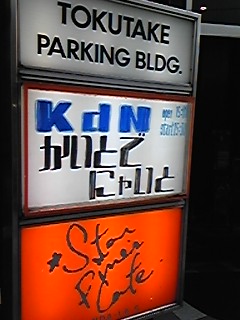 TOKUTAKE
PARKING BLDG.
KdN
かいとで
にゃいと
Star
Pine's
Cafe